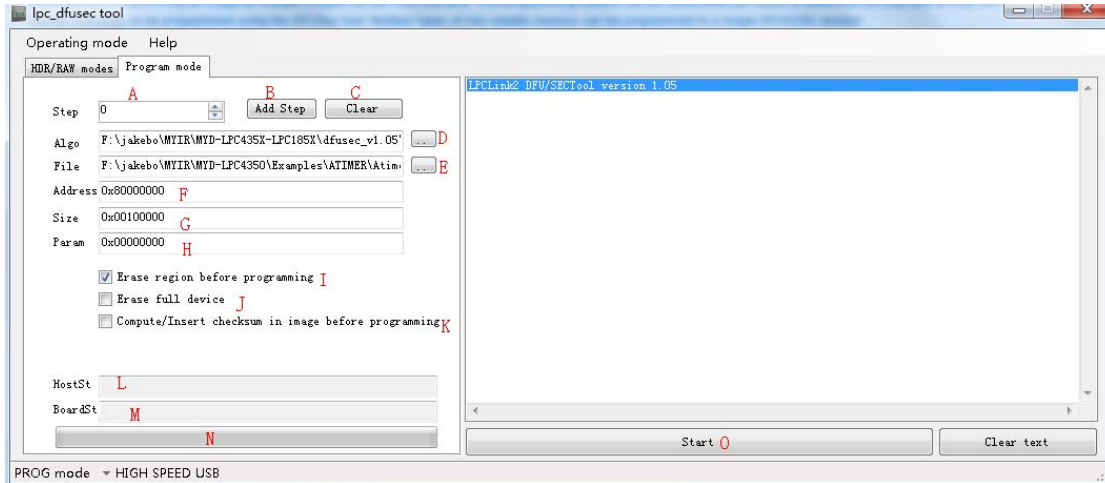 lpc_dfusec tool
Operating mode Help
HDR/RAW modes Program mode
A B C
Step 0 Add Step Clear
Algo F:\jakebo\MYIR\MYD-LPC435X-LPC185X\dfusec_v1.05' .. D
File F:\jakebo\MYIR\MYD-LPC4350\Examples\ATIMER\Atim .. E
Address 0x80000000 F
Size 0x00100000 G
Param 0x00000000 H
Erase region before programming I
Erase full device J
Compute/Insert checksum in image before programming K
HostSt L
BoardSt M
N
LPCLink2 DFU/SECTool version 1.05
Start O Clear text
PROG mode HIGH SPEED USB